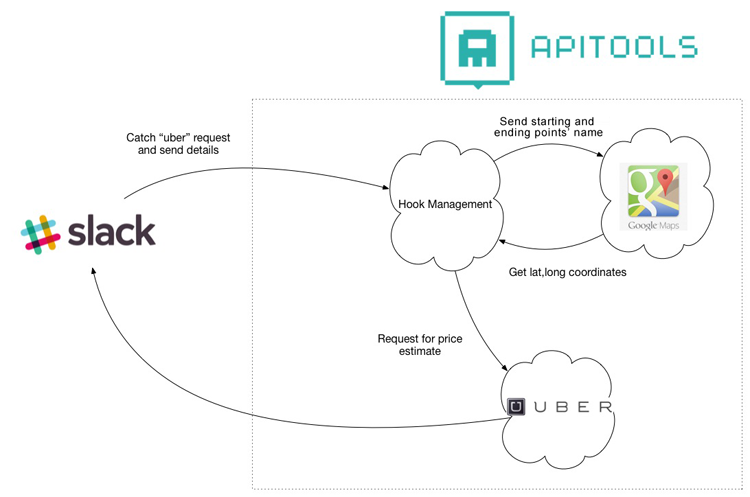 APITOOLS
Catch “uber” request
and send details
Send starting and
ending points’ name
Hook Management
slack
Google Maps
Get lat,long coordinates
Request for price
estimate
UBER